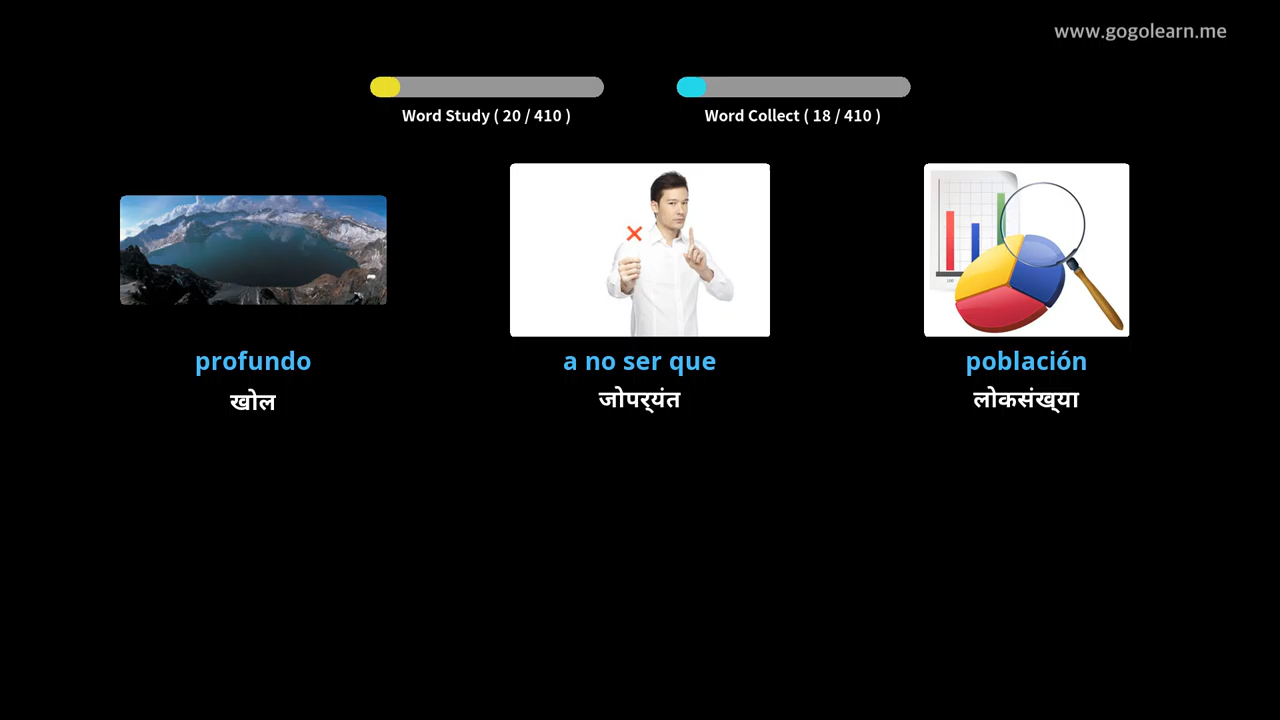 www.gogolearn.me
Word Study ( 20 / 410 )
Word Collect ( 18 / 410 )
profundo
a no ser que
población
खोल
जोपर्यंत
लोकसंख्या